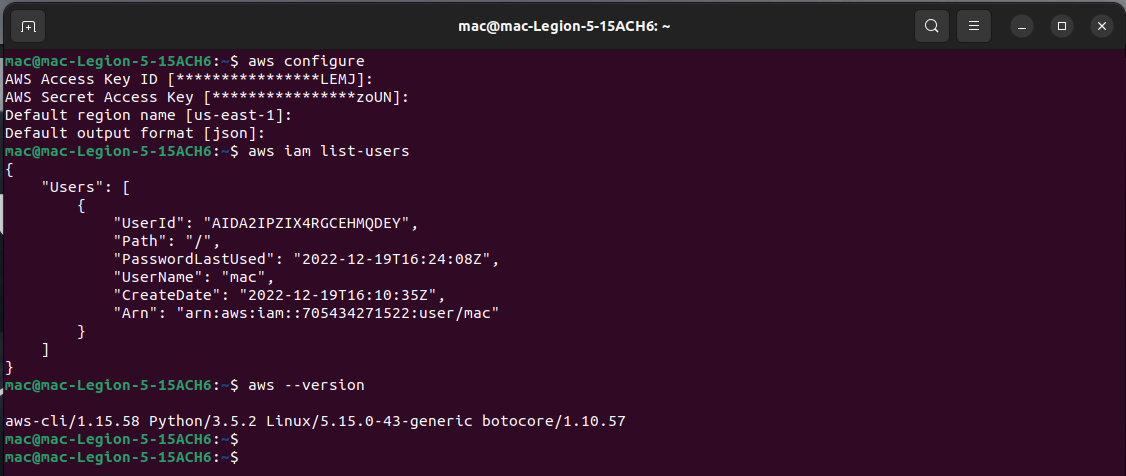 mac@mac-Legion-5-15ACH6: ~
mac@mac-Legion-5-15ACH6:~$ aws configure
AWS Access Key ID [****************LEMJ]:
AWS Secret Access Key [****************zoUN]:
Default region name [us-east-1]:
Default output format [json]:
mac@mac-Legion-5-15ACH6:~$ aws iam list-users
{
    "Users": [
        {
            "UserId": "AIDA2IPZIX4RGCEHMQDEY",
            "Path": "/",
            "PasswordLastUsed": "2022-12-19T16:24:08Z",
            "UserName": "mac",
            "CreateDate": "2022-12-19T16:10:35Z",
            "Arn": "arn:aws:iam::705434271522:user/mac"
        }
    ]
}
mac@mac-Legion-5-15ACH6:~$ aws --version
aws-cli/1.15.58 Python/3.5.2 Linux/5.15.0-43-generic botocore/1.10.57
mac@mac-Legion-5-15ACH6:~$
mac@mac-Legion-5-15ACH6:~$